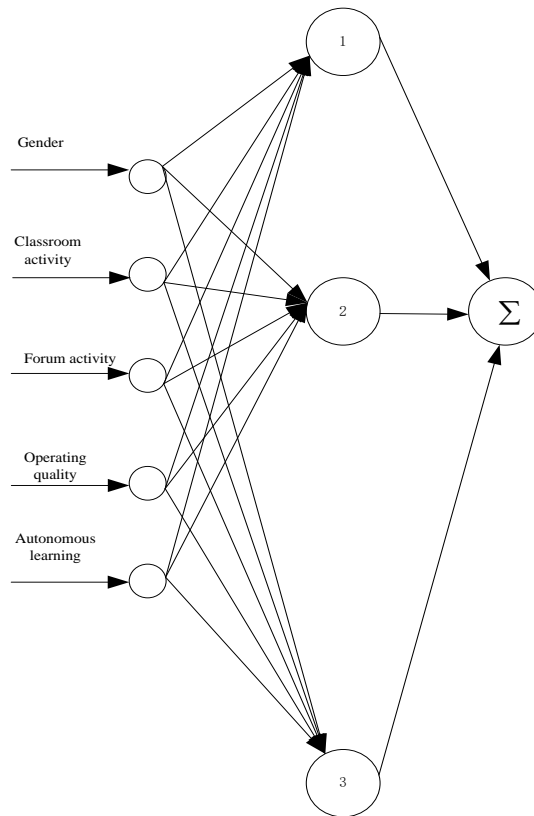 1
Gender
Classroom
activity
2
Σ
Forum activity
Operating
quality
Autonomous
learning
3